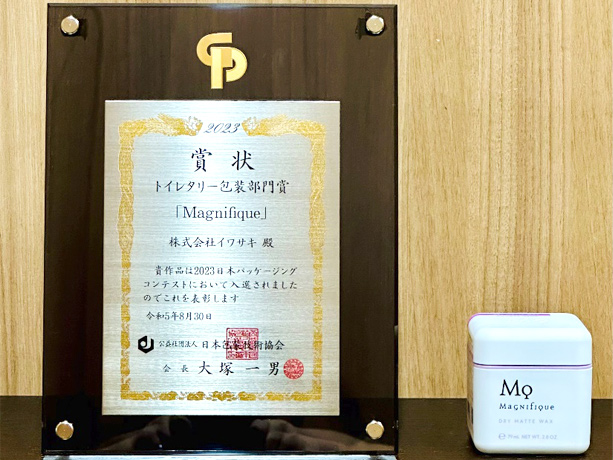 2023
賞状
トイレタリー包装部門賞
「Magnifique」
株式会社イワサキ 殿
貴作品は2023日本パッケージング
コンテストにおいて入選されました
のでこれを表彰します
令和5年8月30日
公益社団法人 日本包装技術協会
会長 大塚一男
Mọ
Magnifique
DRY MATTE WAX